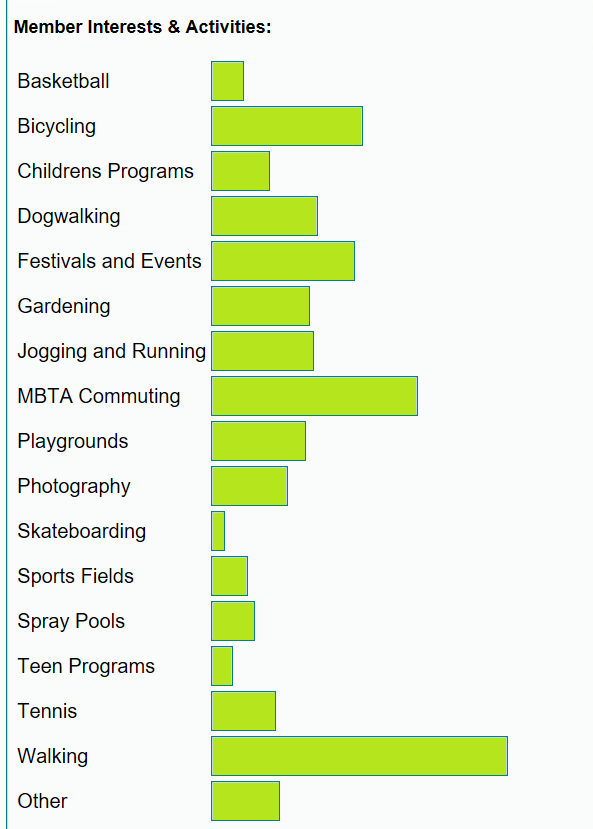 Member Interests & Activities:
Basketball
Bicycling
Childrens Programs
Dogwalking
Festivals and Events
Gardening
Jogging and Running
MBTA Commuting
Playgrounds
Photography
Skateboarding
Sports Fields
Spray Pools
Teen Programs
Tennis
Walking
Other